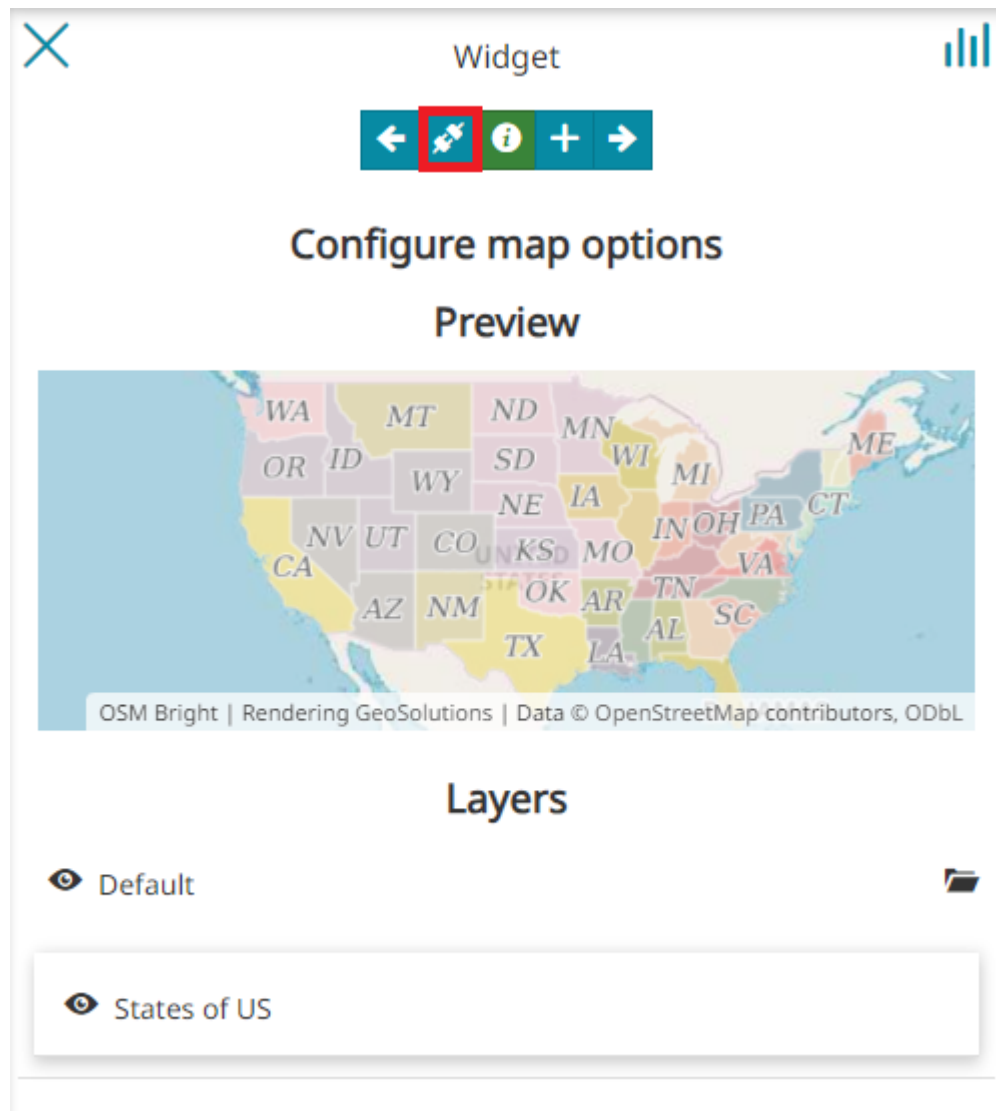 Widget
Configure map options
Preview
WA MT ND MN ME
OR ID WY SD WI MI
NE IA PA CT
NV UT CO KS MO IN OH VA
CA UNITED STATES
AZ NM OK AR TN SC
TX LA AL
OSM Bright | Rendering GeoSolutions | Data © OpenStreetMap contributors, ODbL
Layers
Default
States of US